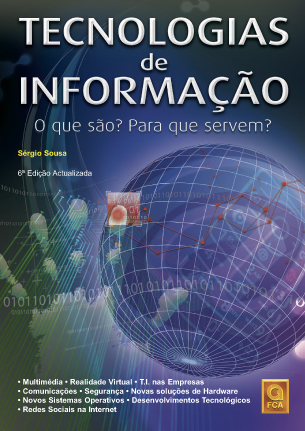 TECNOLOGIAS
de
INFORMAÇÃO
O que são? Para que servem?
Sérgio Sousa
6ª Edição Actualizada
• Multimédia • Realidade Virtual • T.I. nas Empresas
• Comunicações • Segurança • Novas soluções de Hardware
• Novos Sistemas Operativos • Desenvolvimentos Tecnológicos
• Redes Sociais na Internet
FCA